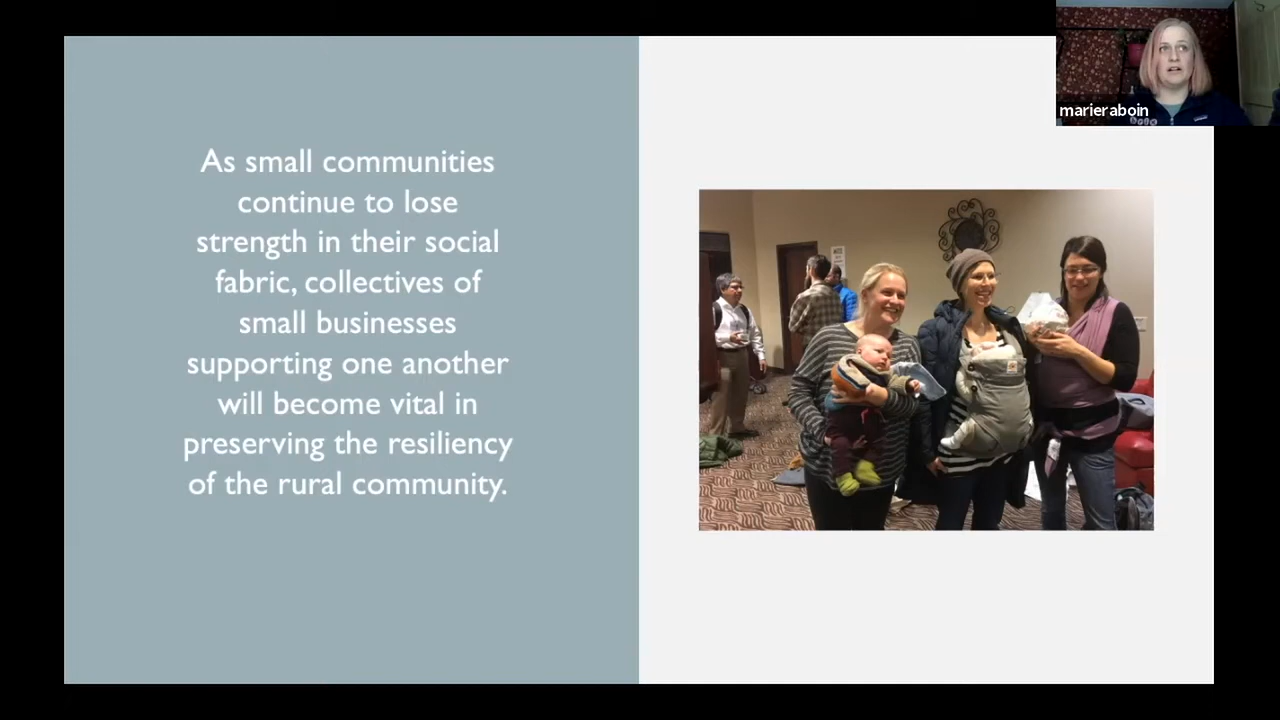 As small communities
continue to lose
strength in their social
fabric, collectives of
small businesses
supporting one another
will become vital in
preserving the resiliency
of the rural community.
marieraboin